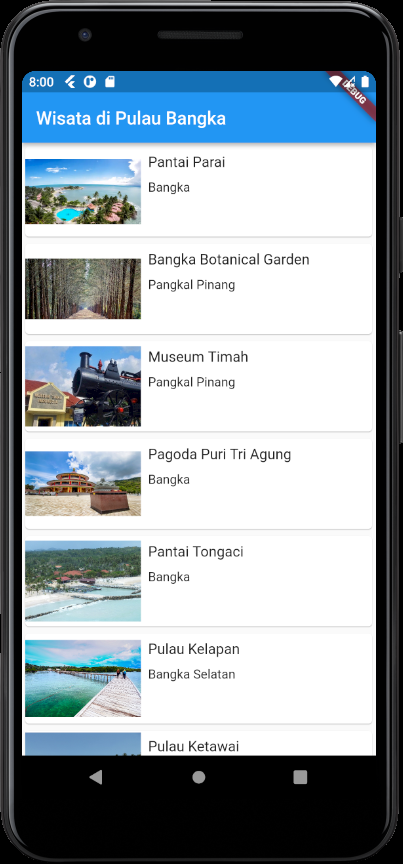 8:00
DEBUG
Wisata di Pulau Bangka
Pantai Parai
Bangka
Bangka Botanical Garden
Pangkal Pinang
Museum Timah
Pangkal Pinang
Pagoda Puri Tri Agung
Bangka
Pantai Tongaci
Bangka
Pulau Kelapan
Bangka Selatan
Pulau Ketawai